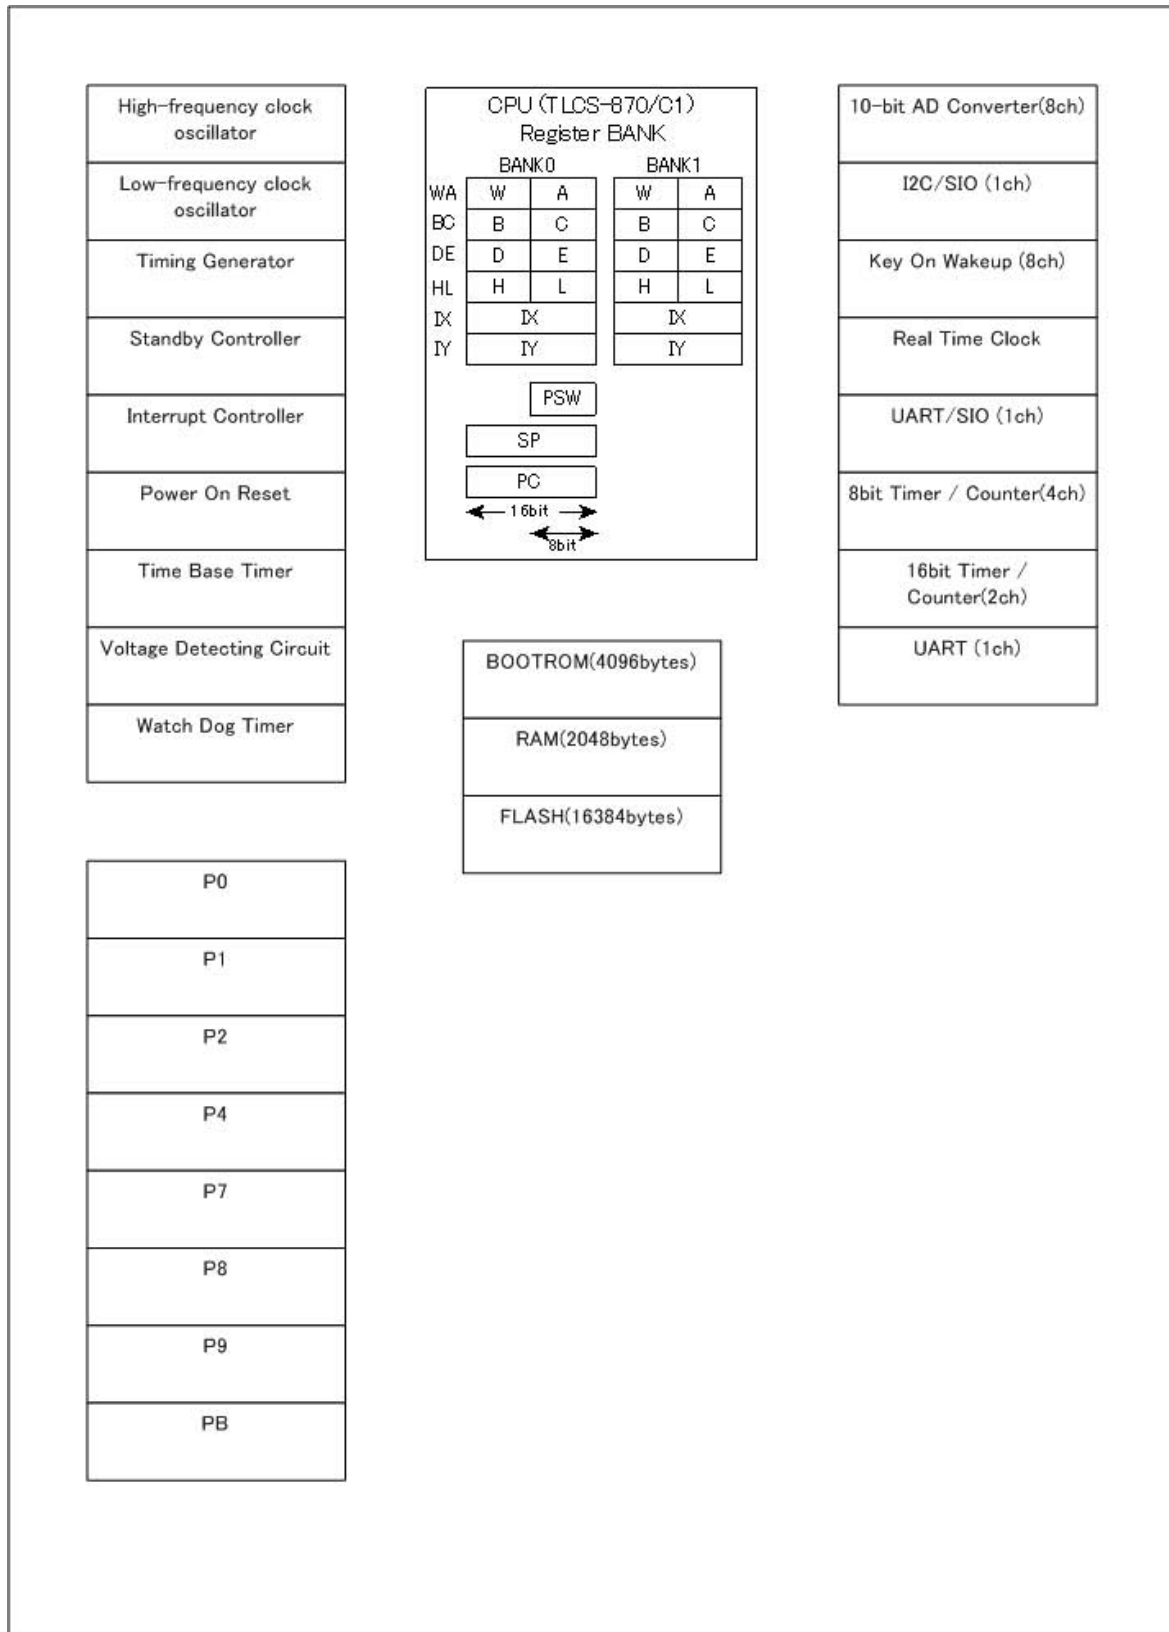 High-frequency clock
oscillator
Low-frequency clock
oscillator
Timing Generator
Standby Controller
Interrupt Controller
Power On Reset
Time Base Timer
Voltage Detecting Circuit
Watch Dog Timer
P0
P1
P2
P4
P7
P8
P9
PB
CPU (TLCS-870/C1)
Register BANK
BANK0 BANK1
WA W A W A
BC B C B C
DE D E D E
HL H L H L
IX IX IX
IY IY IY
PSW
SP
PC
16bit
8bit
BOOTROM(4096bytes)
RAM(2048bytes)
FLASH(16384bytes)
10-bit AD Converter(8ch)
I2C/SIO (1ch)
Key On Wakeup (8ch)
Real Time Clock
UART/SIO (1ch)
8bit Timer / Counter(4ch)
16bit Timer /
Counter(2ch)
UART (1ch)